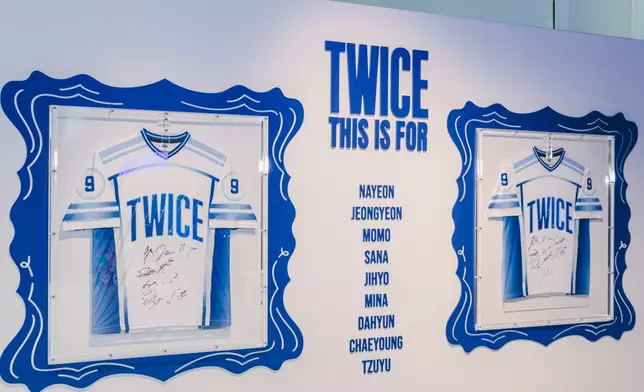 TWICE
THIS IS FOR
NAYEON
JEONGYEON
MOMO
SANA
JIHYO
MINA
DAHYUN
CHAEYOUNG
TZUYU
9 9
TWICE
9 9
TWICE